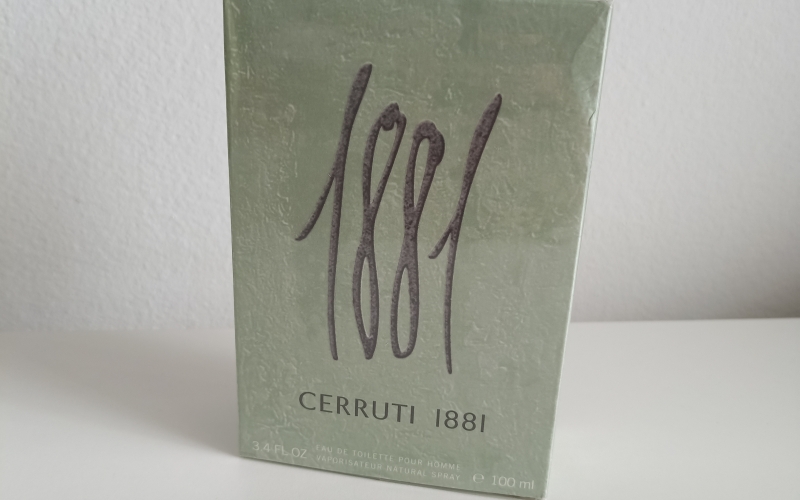 1881
CERRUTI 1881
3.4 FL.OZ EAU DE TOILETTE POUR HOMME
VAPORISATEUR NATURAL SPRAY ℮ 100 ml